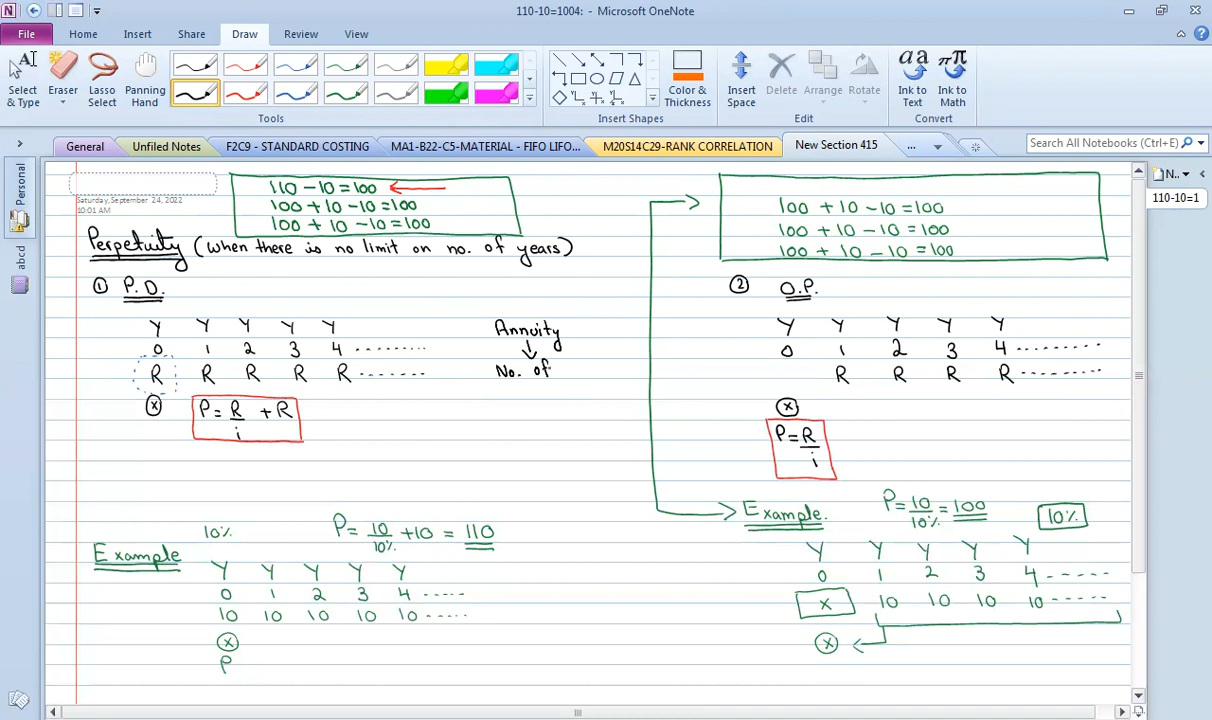 110-10=1004: - Microsoft OneNote
File
Home
Insert
Share
Draw
Review
View
Select & Type
Eraser
Lasso Select
Panning Hand
Color & Thickness
Insert Space
Delete
Arrange
Rotate
Ink to Text
Ink to Math
Tools
Insert Shapes
Edit
Convert
General
Unfiled Notes
F2C9 - STANDARD COSTING
MA1-B22-C5-MATERIAL - FIFO LIFO...
M20S14C29-RANK CORRELATION
New Section 415
...
Search All Notebooks (Ctrl+E)
Personal
abcd
N..
110-10=1
Saturday, September 24, 2022
10:01 AM
110 - 10 = 100
100 + 10 - 10 = 100
100 + 10 - 10 = 100
Perpetuity (when there is no limit on no. of years)
① P.D.
Y Y Y Y Y
0 1 2 3 4 ........
R R R R R ........
x
P = R/i + R
Annuity
↓
No. of
Example
10%
P = 10/10% + 10 = 110
Y Y Y Y Y
0 1 2 3 4 .....
10 10 10 10 10 .....
x
P
100 + 10 - 10 = 100
100 + 10 - 10 = 100
100 + 10 - 10 = 100
② O.P.
Y Y Y Y Y
0 1 2 3 4 ........
R R R R ........
x
P = R/i
Example.
P = 10/10% = 100
10%
Y Y Y Y Y
0 1 2 3 4 -----
x 10 10 10 10 -----
x